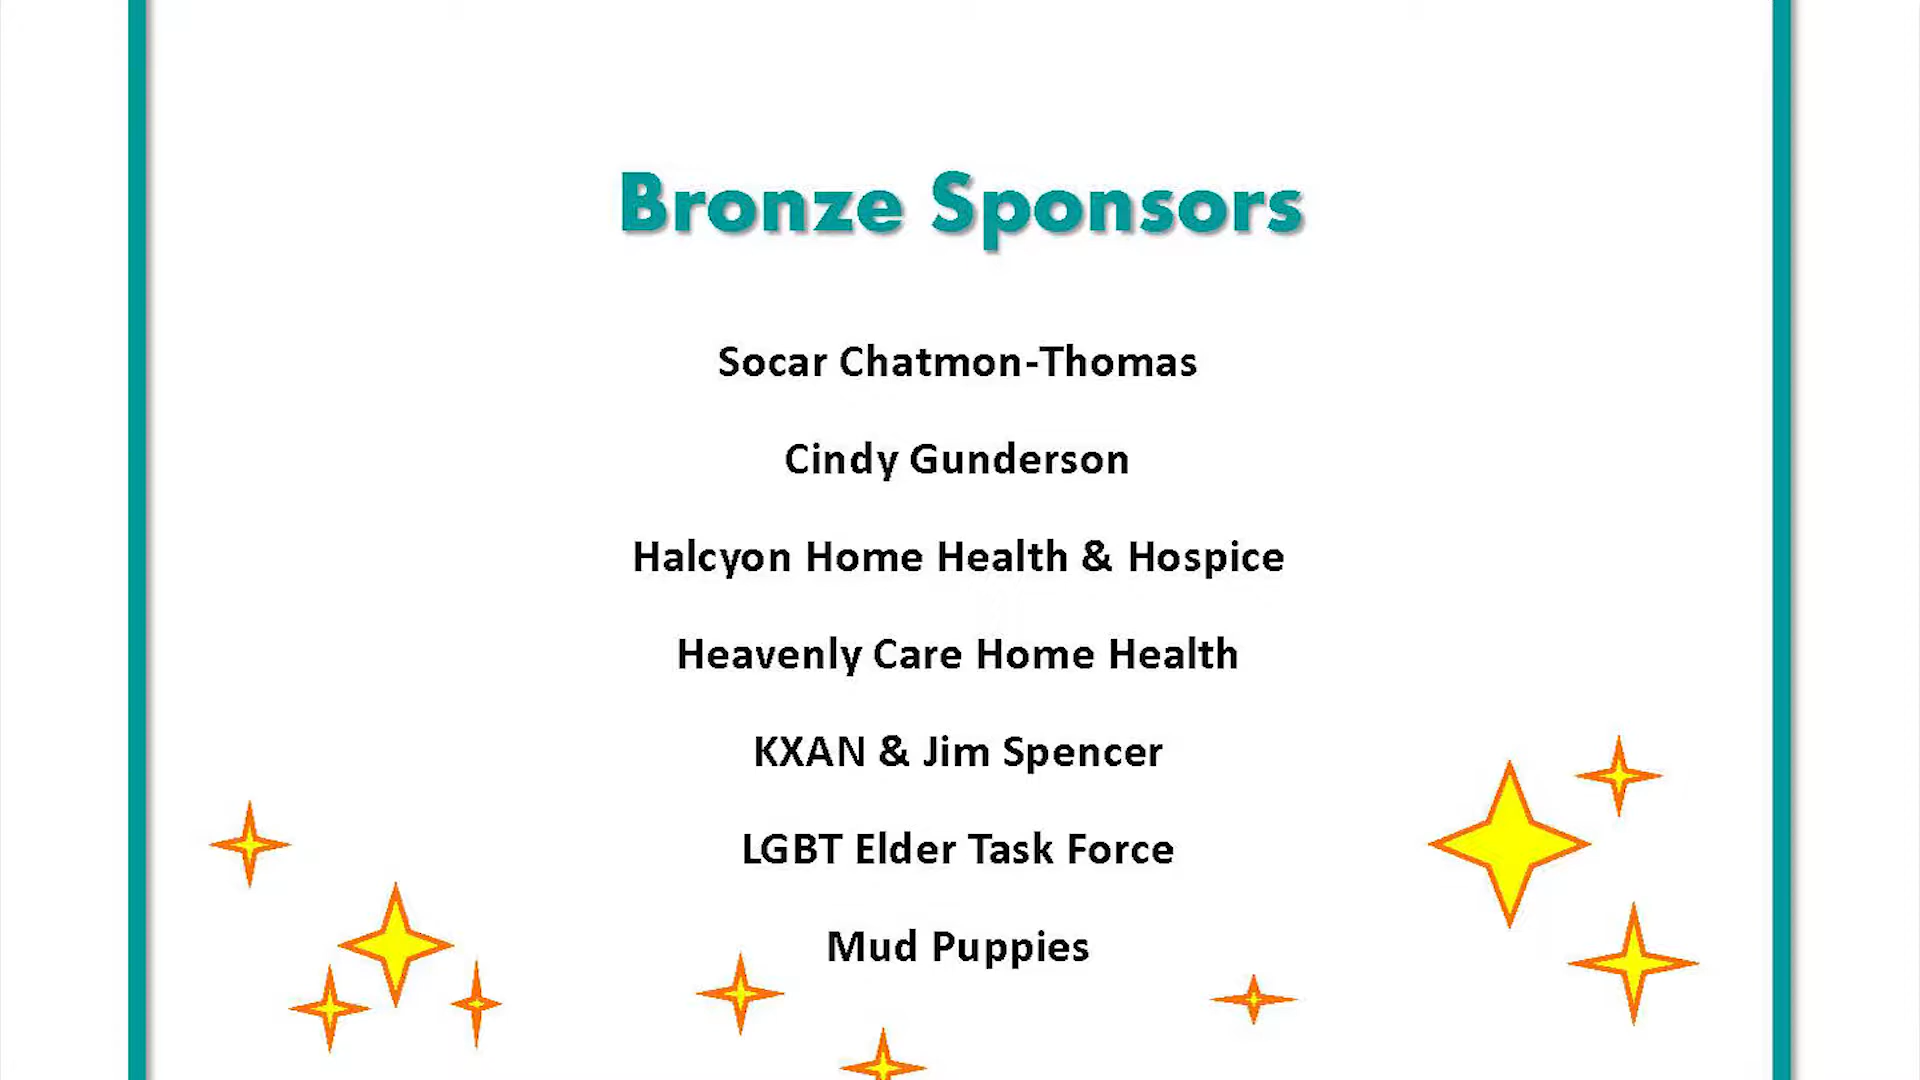 Bronze Sponsors
Socar Chatmon-Thomas
Cindy Gunderson
Halcyon Home Health & Hospice
Heavenly Care Home Health
KXAN & Jim Spencer
LGBT Elder Task Force
Mud Puppies